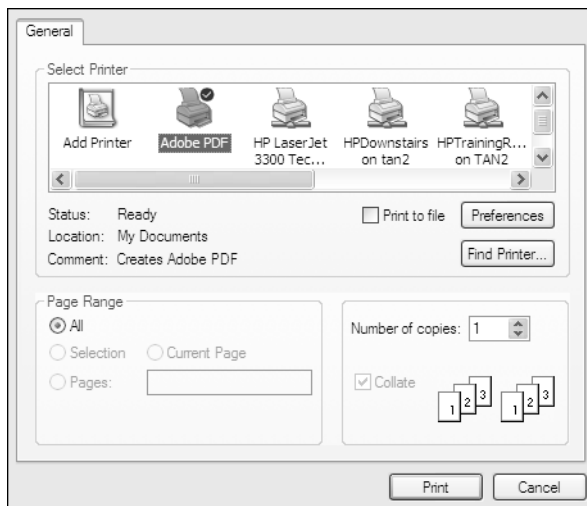 General
Select Printer
Add Printer
Adobe PDF
HP LaserJet
3300 Tec...
HPDownstairs
on tan2
HPTrainingR...
on TAN2
Status: Ready
Print to file
Preferences
Location: My Documents
Comment: Creates Adobe PDF
Find Printer...
Page Range
All
Selection
Current Page
Pages:
Number of copies: 1
Collate
1 2 3 1 2 3
Print
Cancel